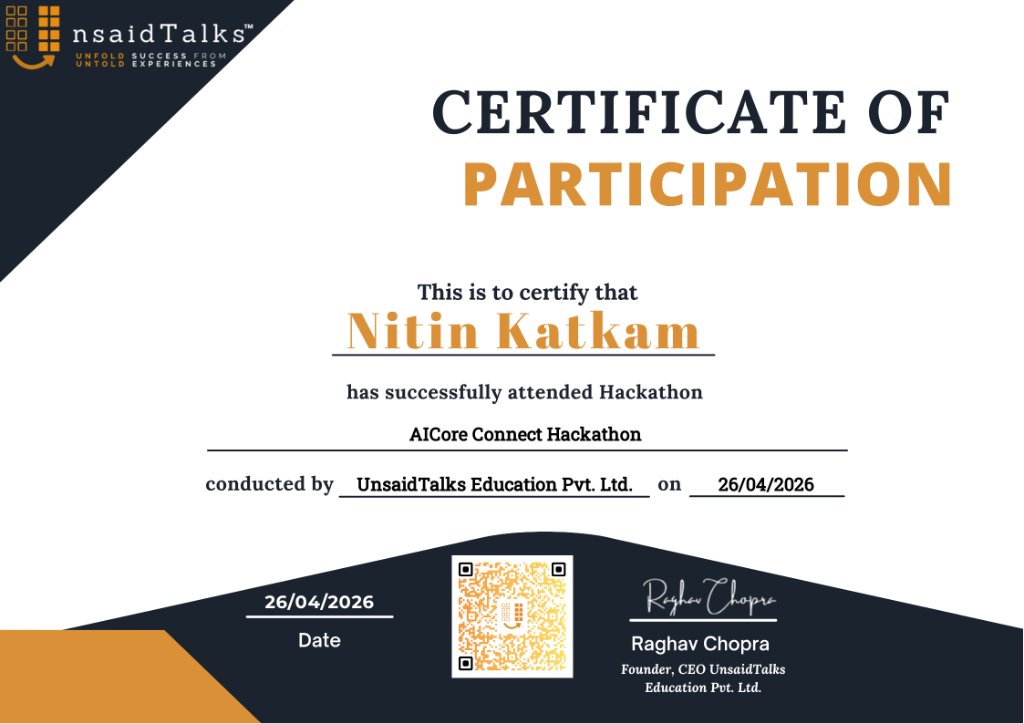 nsaidTalks™
UNFOLD SUCCESS FROM
UNTOLD EXPERIENCES
CERTIFICATE OF
PARTICIPATION
This is to certify that
Nitin Katkam
has successfully attended Hackathon
AICore Connect Hackathon
conducted by UnsaidTalks Education Pvt. Ltd. on 26/04/2026
26/04/2026
Date
Raghav Chopra
Raghav Chopra
Founder, CEO UnsaidTalks
Education Pvt. Ltd.